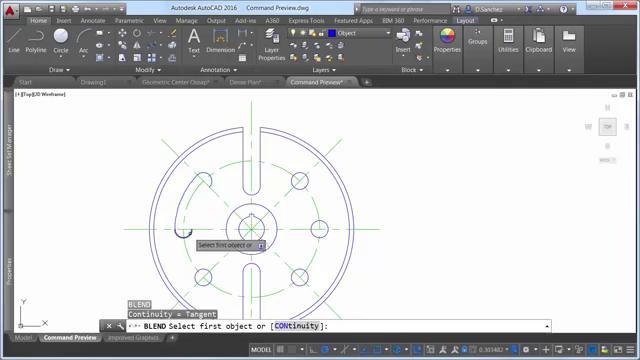 Autodesk AutoCAD 2016 Command Preview.dwg
Type a keyword or phrase
D.Sanchez
Home Insert Annotate Parametric View Manage Output Add-ins A360 Express Tools Featured Apps BIM 360 Performance Layout
Line Polyline Circle Arc Text Dimension Layer Properties Object Insert Properties Groups Utilities Clipboard View
Draw Modify Annotation Layers Block
Start Drawing1 Geometric Center Osnap* Dense Plan* Command Preview*
[+][Top][2D Wireframe]
N
W TOP E
S
Sheet Set Manager
Properties
Select first object or
Y
X
BLEND
Continuity = Tangent
BLEND Select first object or [CONtinuity]:
Model Command Preview Improved Graphics
MODEL 0.303482